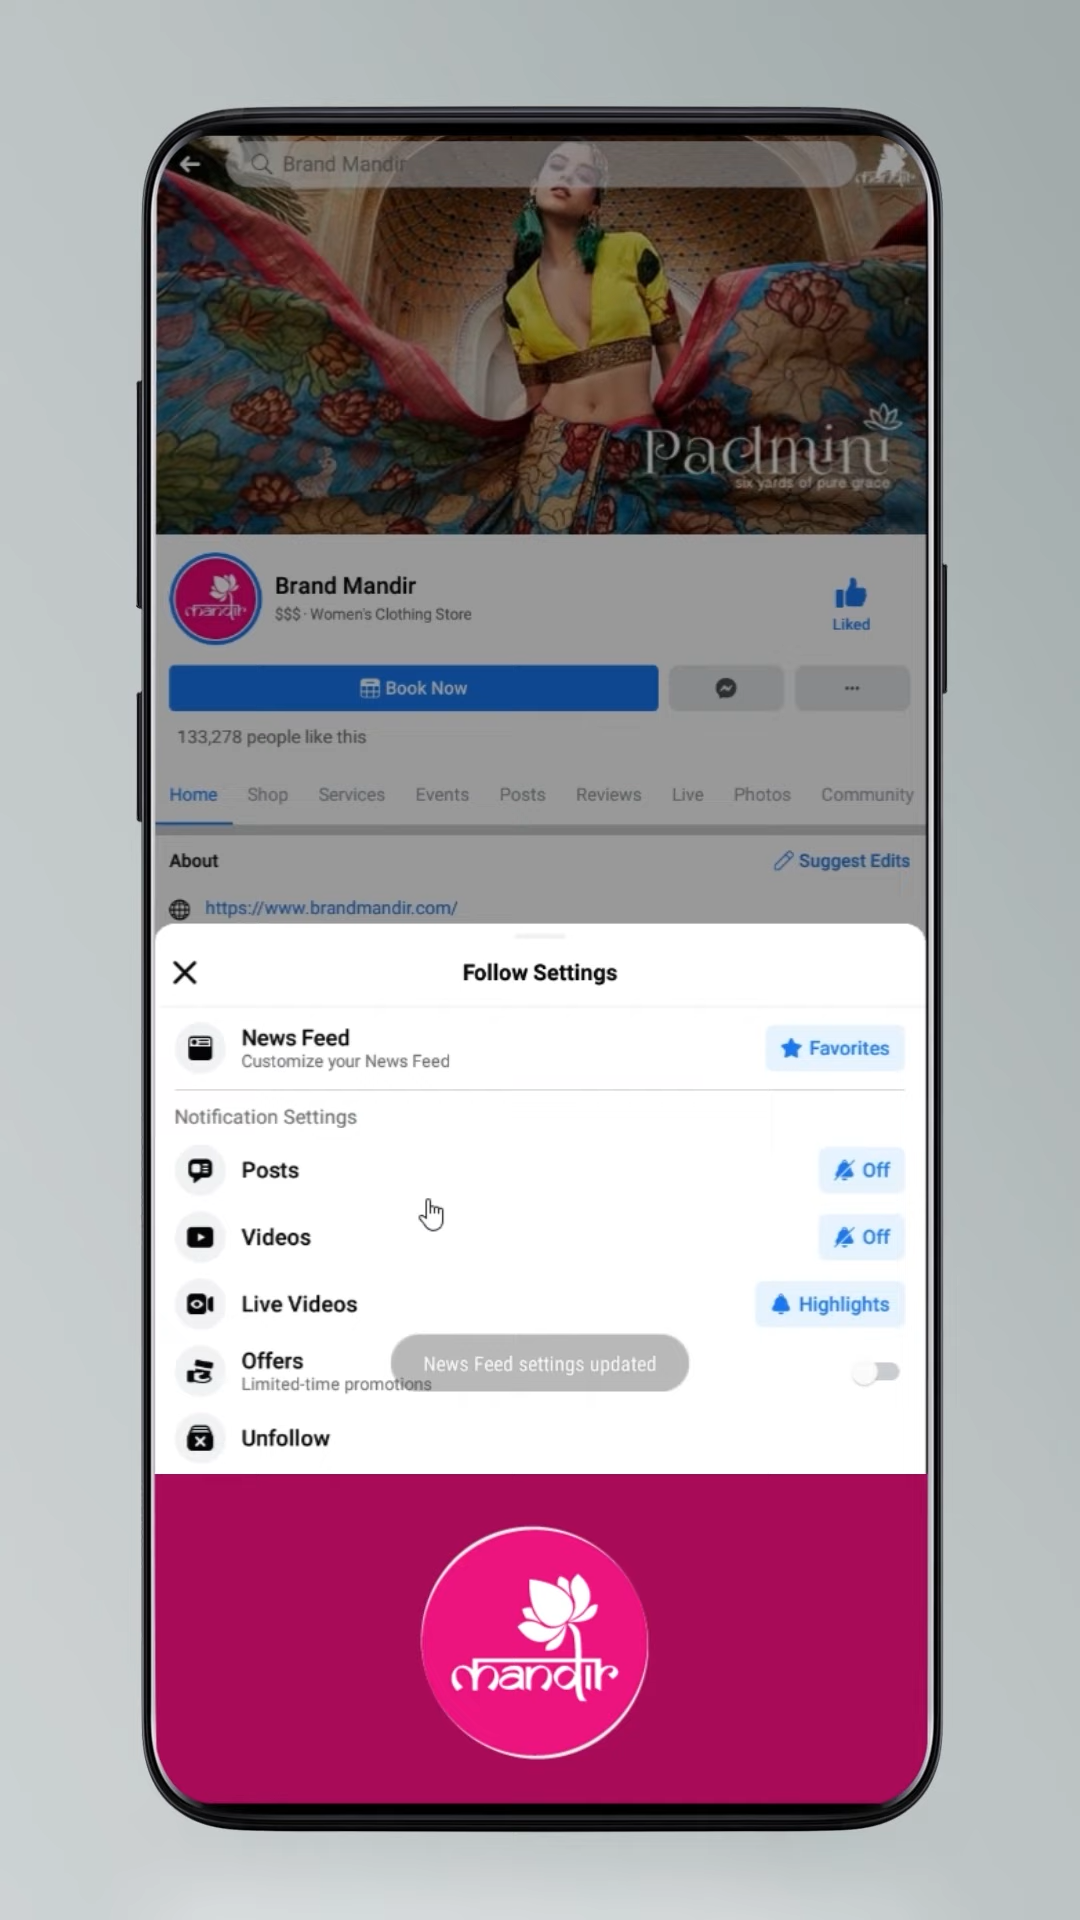 Brand Mandir
mandir
Padmini
six yards of pure grace
mandir
Brand Mandir
$$$ · Women's Clothing Store
Liked
Book Now
133,278 people like this
Home Shop Services Events Posts Reviews Live Photos Community
About
Suggest Edits
https://www.brandmandir.com/
Follow Settings
News Feed
Customize your News Feed
Favorites
Notification Settings
Posts
Off
Videos
Off
Live Videos
Highlights
Offers
Limited-time promotions
News Feed settings updated
Unfollow
mandir